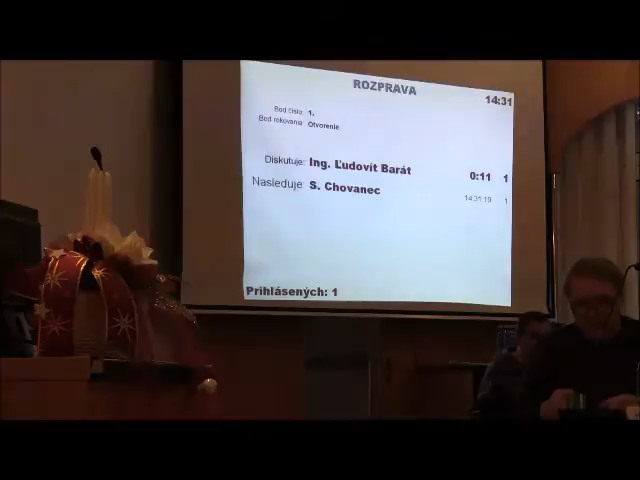 ROZPRAVA
14:31
Bod číslo: 1.
Bod rokovania: Otvorenie
Diskutuje: Ing. Ľudovít Barát 0:11 1
Nasleduje: S. Chovanec 14:31:19 1
Prihlásených: 1